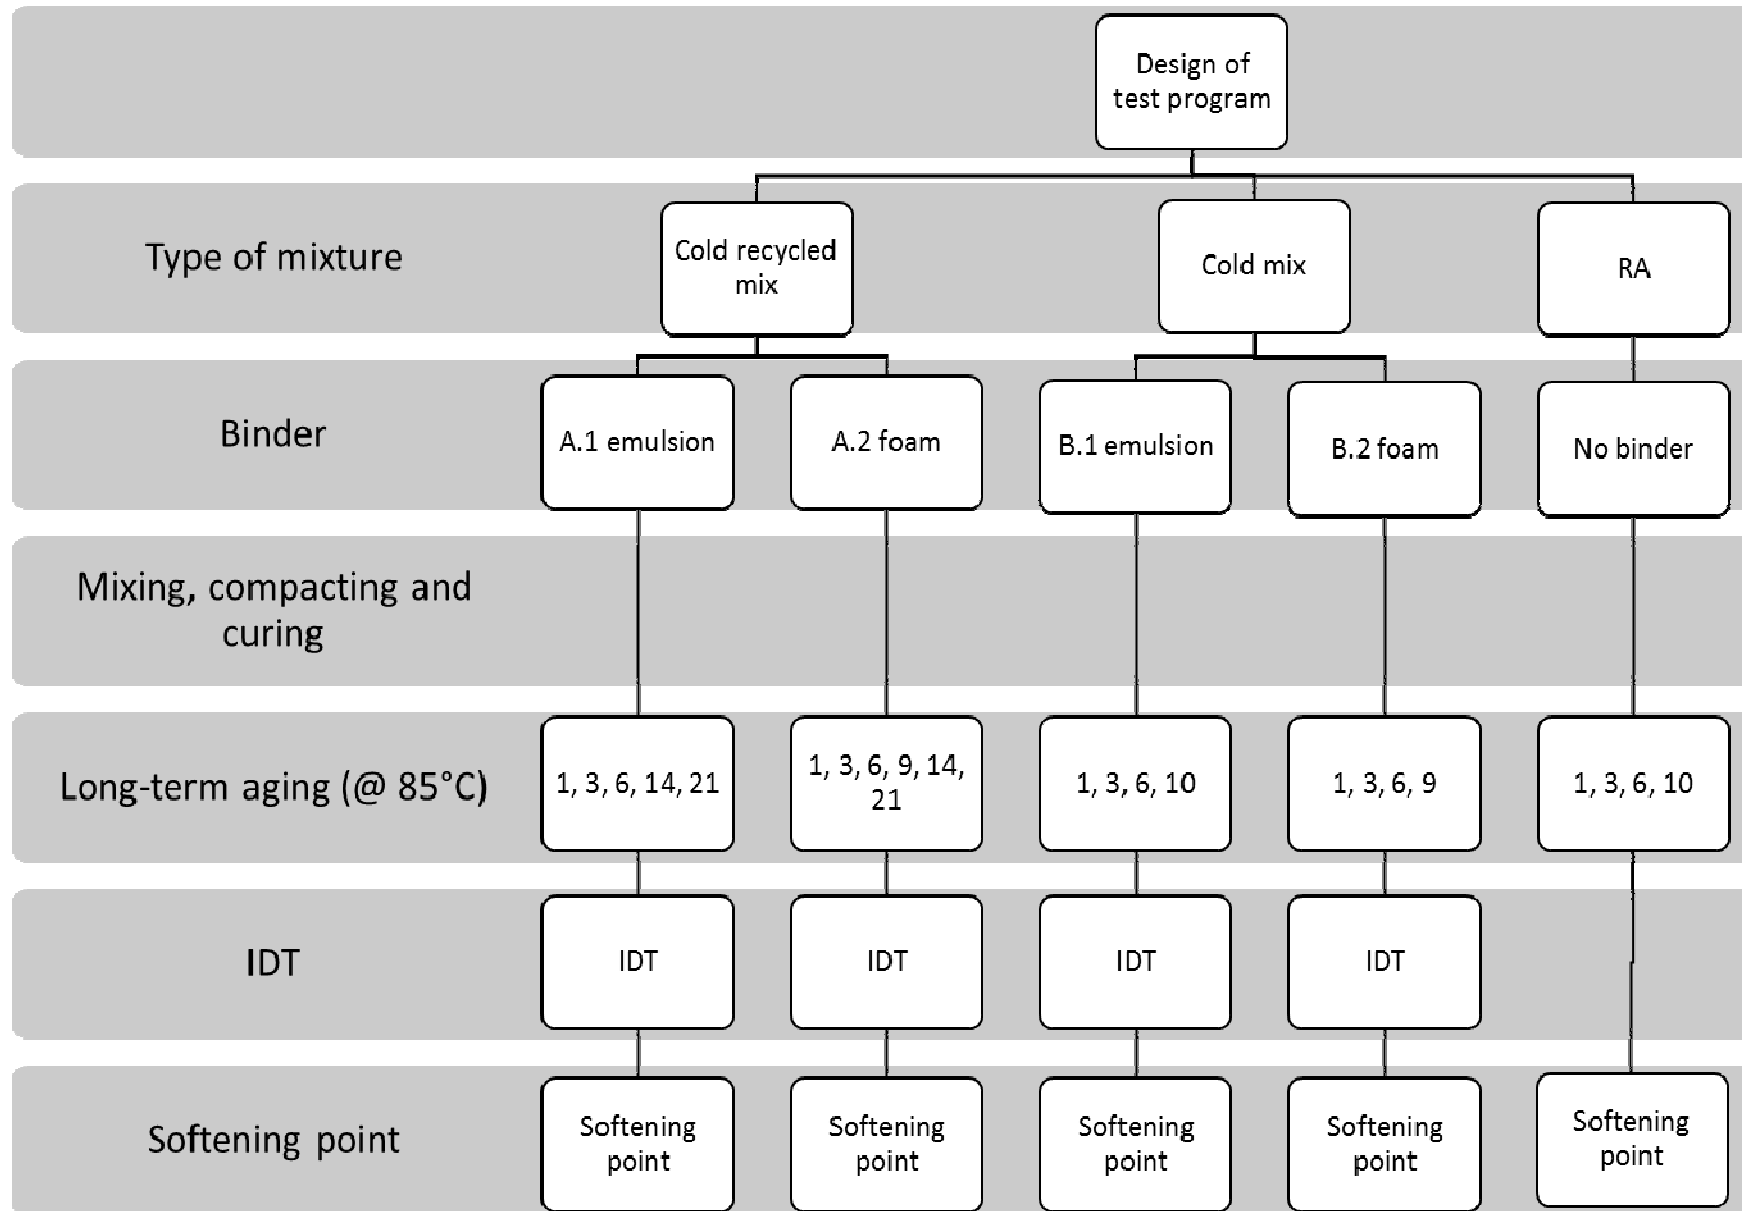 Design of
test program
Type of mixture
Cold recycled
mix
Cold mix
RA
Binder
A.1 emulsion
A.2 foam
B.1 emulsion
B.2 foam
No binder
Mixing, compacting and
curing
Long-term aging (@ 85°C)
1, 3, 6, 14, 21
1, 3, 6, 9, 14,
21
1, 3, 6, 10
1, 3, 6, 9
1, 3, 6, 10
IDT
IDT
IDT
IDT
IDT
Softening point
Softening
point
Softening
point
Softening
point
Softening
point
Softening
point